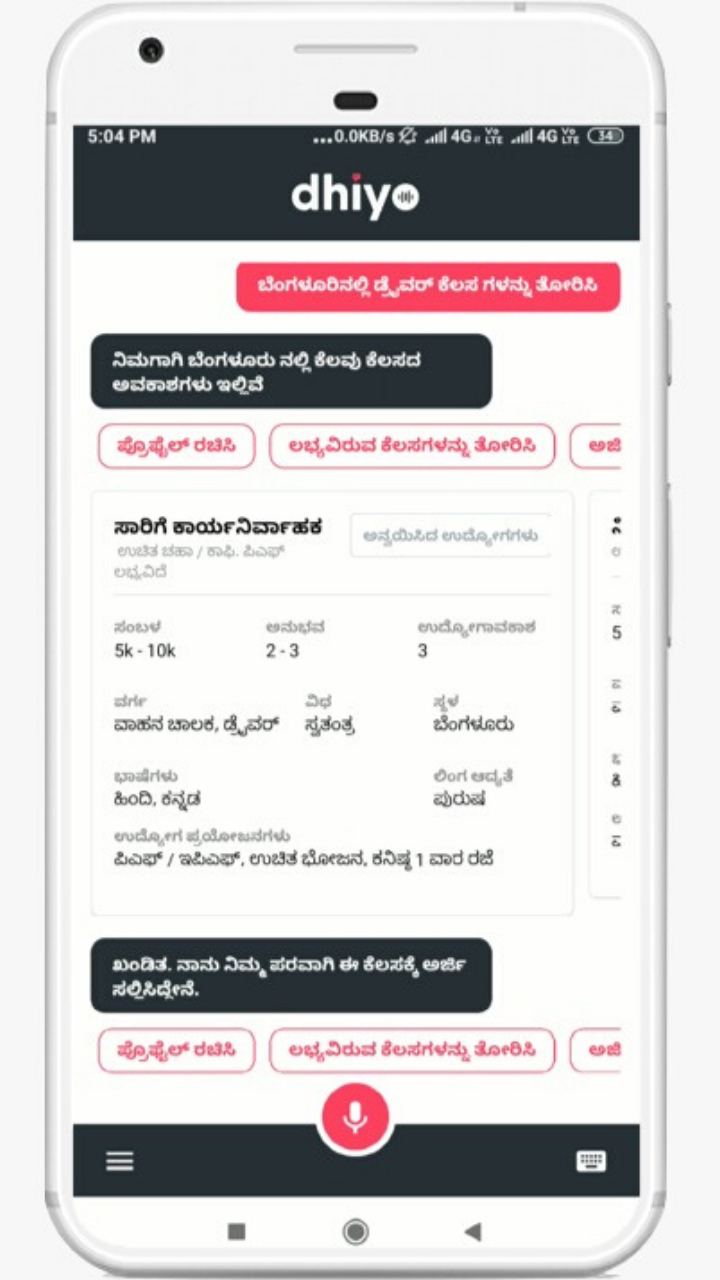 5:04 PM
...0.0KB/s 4G VoLTE 4G VoLTE 34
dhiyo
ಬೆಂಗಳೂರಿನಲ್ಲಿ ಡ್ರೈವರ್ ಕೆಲಸ ಗಳನ್ನು ತೋರಿಸಿ
ನಿಮಗಾಗಿ ಬೆಂಗಳೂರು ನಲ್ಲಿ ಕೆಲವು ಕೆಲಸದ
ಅವಕಾಶಗಳು ಇಲ್ಲಿವೆ
ಪ್ರೊಫೈಲ್ ರಚಿಸಿ ಲಭ್ಯವಿರುವ ಕೆಲಸಗಳನ್ನು ತೋರಿಸಿ ಅಜಿ
ಸಾರಿಗೆ ಕಾರ್ಯನಿರ್ವಾಹಕ ಅನ್ವಯಿಸಿದ ಉದ್ಯೋಗಗಳು
ಉಚಿತ ಚಹಾ / ಕಾಫಿ. ಪಿಎಫ್
ಲಭ್ಯವಿದೆ
ಸಂಬಳ ಅನುಭವ ಉದ್ಯೋಗಾವಕಾಶ
5k - 10k 2 - 3 3 5
ವರ್ಗ ವಿಧ ಸ್ಥಳ
ವಾಹನ ಚಾಲಕ, ಡ್ರೈವರ್ ಸ್ವತಂತ್ರ ಬೆಂಗಳೂರು
ಭಾಷೆಗಳು ಲಿಂಗ ಆದ್ಯತೆ
ಹಿಂದಿ, ಕನ್ನಡ ಪುರುಷ
ಉದ್ಯೋಗ ಪ್ರಯೋಜನಗಳು
ಪಿಎಫ್ / ಇಪಿಎಫ್, ಉಚಿತ ಭೋಜನ, ಕನಿಷ್ಠ 1 ವಾರ ರಜೆ
ಖಂಡಿತ. ನಾನು ನಿಮ್ಮ ಪರವಾಗಿ ಈ ಕೆಲಸಕ್ಕೆ ಅರ್ಜಿ
ಸಲ್ಲಿಸಿದ್ದೇನೆ.
ಪ್ರೊಫೈಲ್ ರಚಿಸಿ ಲಭ್ಯವಿರುವ ಕೆಲಸಗಳನ್ನು ತೋರಿಸಿ ಅಜಿ